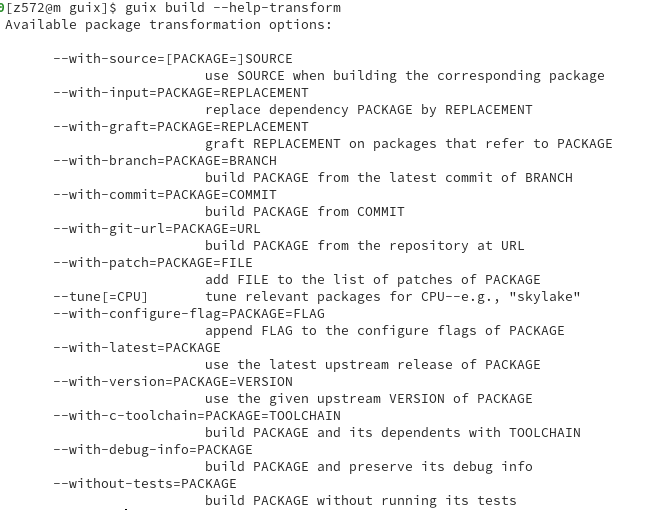 [z572@m guix]$ guix build --help-transform
Available package transformation options:
--with-source=[PACKAGE=]SOURCE
use SOURCE when building the corresponding package
--with-input=PACKAGE=REPLACEMENT
replace dependency PACKAGE by REPLACEMENT
--with-graft=PACKAGE=REPLACEMENT
graft REPLACEMENT on packages that refer to PACKAGE
--with-branch=PACKAGE=BRANCH
build PACKAGE from the latest commit of BRANCH
--with-commit=PACKAGE=COMMIT
build PACKAGE from COMMIT
--with-git-url=PACKAGE=URL
build PACKAGE from the repository at URL
--with-patch=PACKAGE=FILE
add FILE to the list of patches of PACKAGE
--tune[=CPU] tune relevant packages for CPU--e.g., "skylake"
--with-configure-flag=PACKAGE=FLAG
append FLAG to the configure flags of PACKAGE
--with-latest=PACKAGE
use the latest upstream release of PACKAGE
--with-version=PACKAGE=VERSION
use the given upstream VERSION of PACKAGE
--with-c-toolchain=PACKAGE=TOOLCHAIN
build PACKAGE and its dependents with TOOLCHAIN
--with-debug-info=PACKAGE
build PACKAGE and preserve its debug info
--without-tests=PACKAGE
build PACKAGE without running its tests